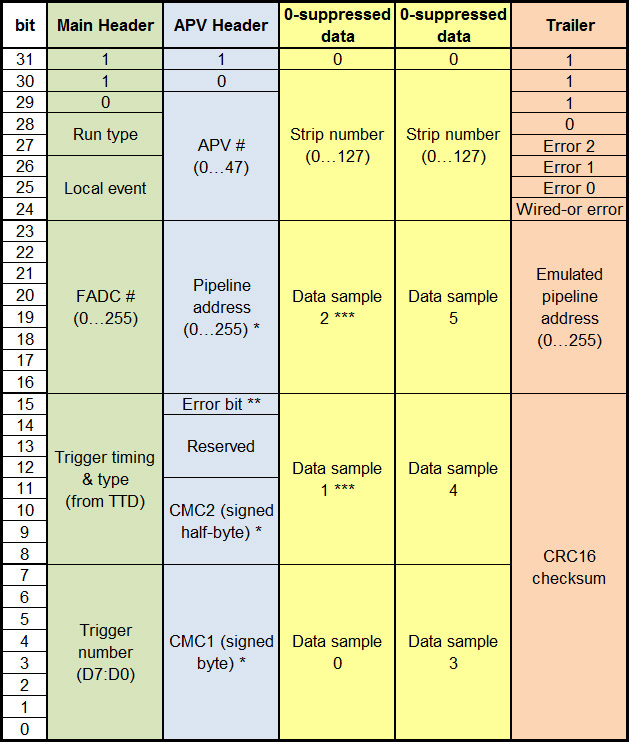 bit Main Header APV Header 0-suppressed data 0-suppressed data Trailer
31 1 1 0 0 1
30 1 0 Strip number (0…127) Strip number (0…127) 1
29 0 APV # (0…47) 1
28 Run type 0
27 Error 2
26 Local event Error 1
25 Error 0
24 Wired-or error
23 FADC # (0…255) Pipeline address (0…255) * Data sample 2 *** Data sample 5 Emulated pipeline address (0…255)
22
21
20
19
18
17
16
15 Trigger timing & type (from TTD) Error bit ** Data sample 1 *** Data sample 4 CRC16 checksum
14 Reserved
13
12
11 CMC2 (signed half-byte) *
10
9
8
7 Trigger number (D7:D0) CMC1 (signed byte) * Data sample 0 Data sample 3
6
5
4
3
2
1
0